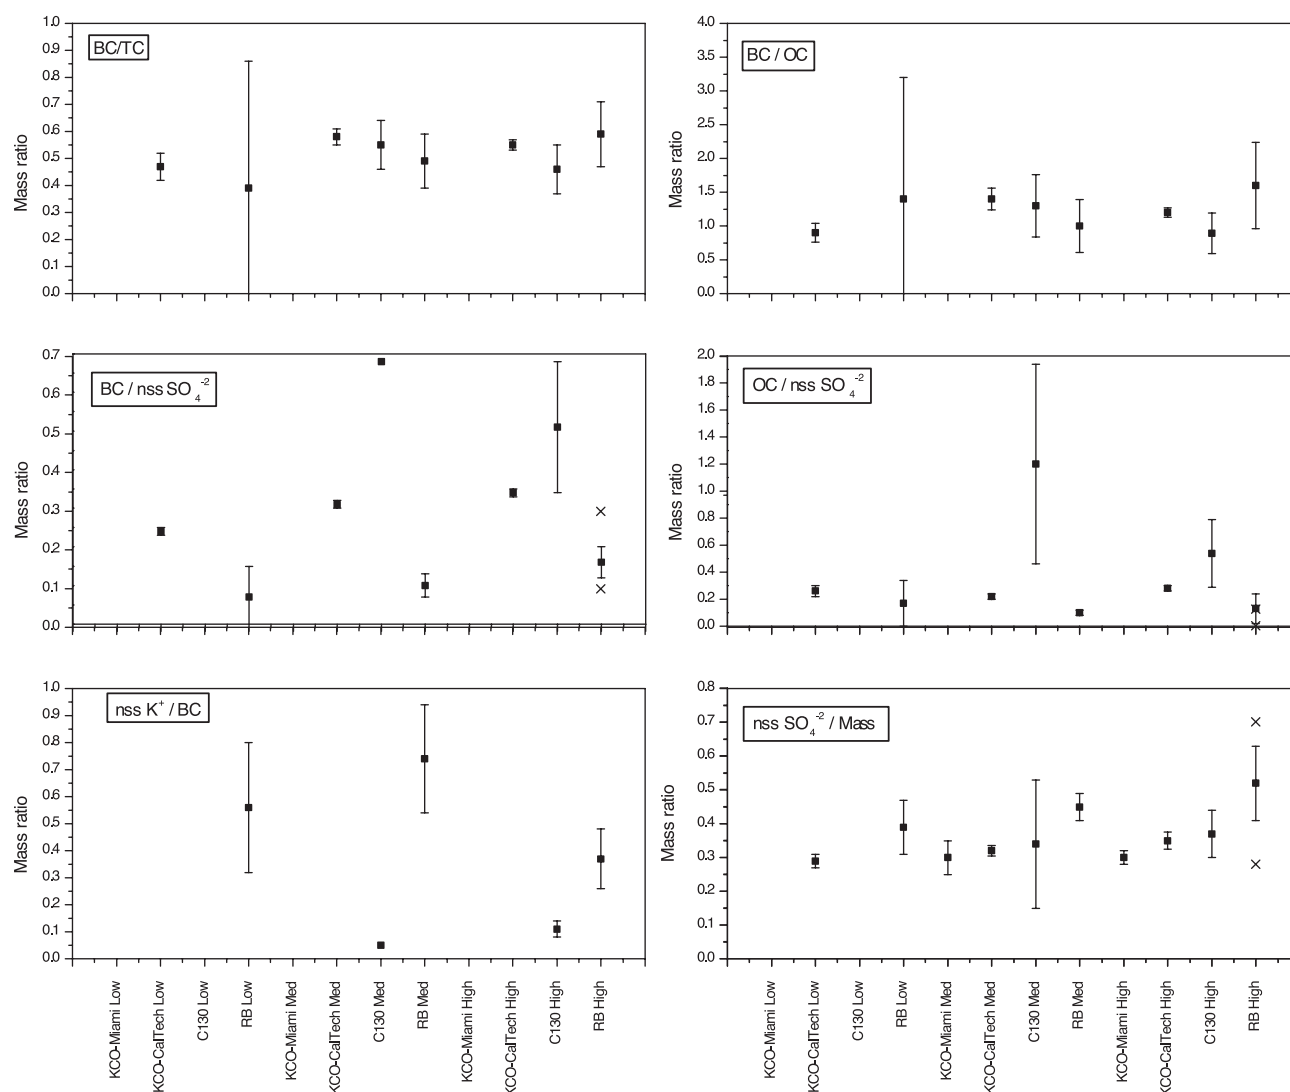 BC/TC
Mass ratio
1.0
0.9
0.8
0.7
0.6
0.5
0.4
0.3
0.2
0.1
0.0
BC / OC
Mass ratio
4.0
3.5
3.0
2.5
2.0
1.5
1.0
0.5
0.0
BC / nss SO₄⁻²
Mass ratio
0.7
0.6
0.5
0.4
0.3
0.2
0.1
0.0
OC / nss SO₄⁻²
Mass ratio
2.0
1.8
1.6
1.4
1.2
1.0
0.8
0.6
0.4
0.2
0.0
nss K⁺ / BC
Mass ratio
1.0
0.9
0.8
0.7
0.6
0.5
0.4
0.3
0.2
0.1
0.0
KCO-Miami Low
KCO-CalTech Low
C130 Low
RB Low
KCO-Miami Med
KCO-CalTech Med
C130 Med
RB Med
KCO-Miami High
KCO-CalTech High
C130 High
RB High
nss SO₄⁻² / Mass
Mass ratio
0.8
0.7
0.6
0.5
0.4
0.3
0.2
0.1
0.0
KCO-Miami Low
KCO-CalTech Low
C130 Low
RB Low
KCO-Miami Med
KCO-CalTech Med
C130 Med
RB Med
KCO-Miami High
KCO-CalTech High
C130 High
RB High